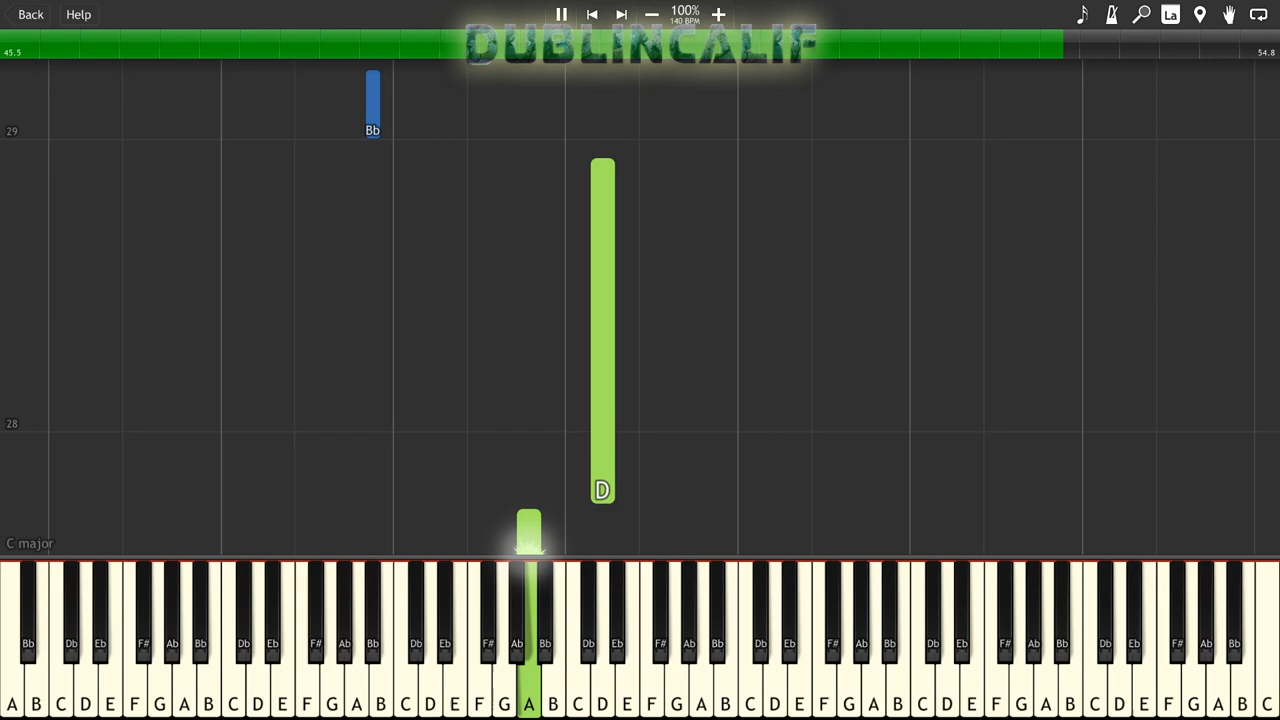 Back Help 100% La
140 BPM
DUBLINCALIF
45.5 54.8
Bb
29
28
D
C major
Bb Db Eb F# Ab Bb Db Eb F# Ab Bb Db Eb F# Ab Bb Db Eb F# Ab Bb Db Eb F# Ab Bb Db Eb F# Ab Bb Db Eb F# Ab Bb
A B C D E F G A B C D E F G A B C D E F G A B C D E F G A B C D E F G A B C D E F G A B C D E F G A B C